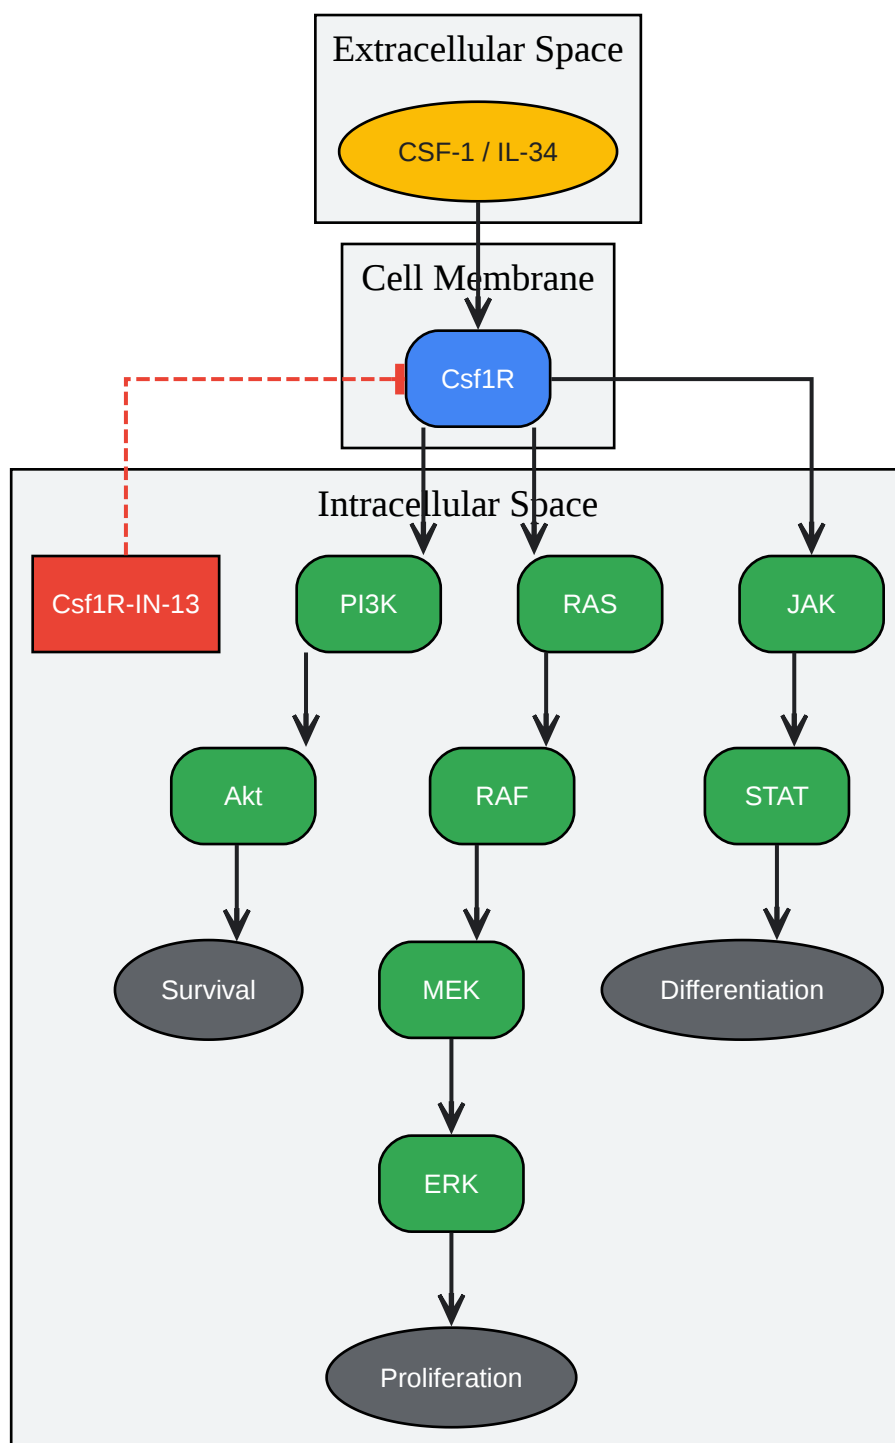 Extracellular Space
CSF-1 / IL-34
Cell Membrane
Csf1R
Intracellular Space
Csf1R-IN-13
PI3K
RAS
JAK
Akt
RAF
STAT
Survival
MEK
Differentiation
ERK
Proliferation